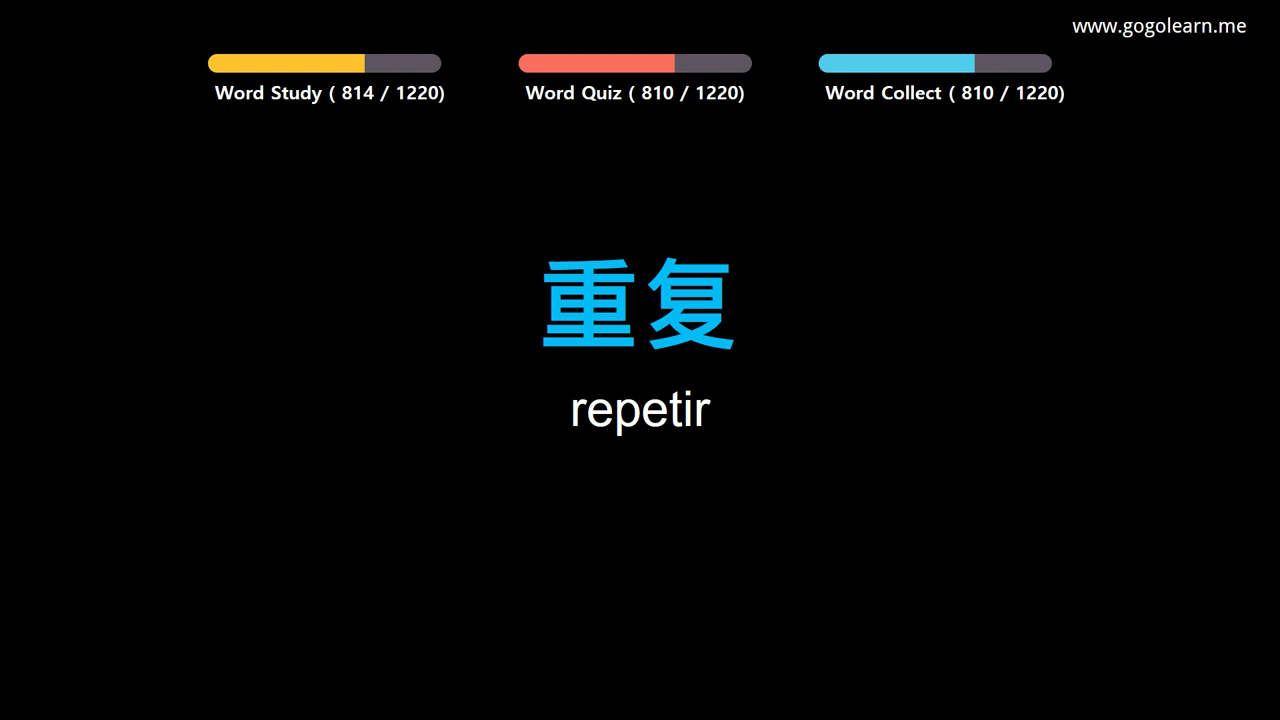 www.gogolearn.me
Word Study ( 814 / 1220)
Word Quiz ( 810 / 1220)
Word Collect ( 810 / 1220)
重复
repetir